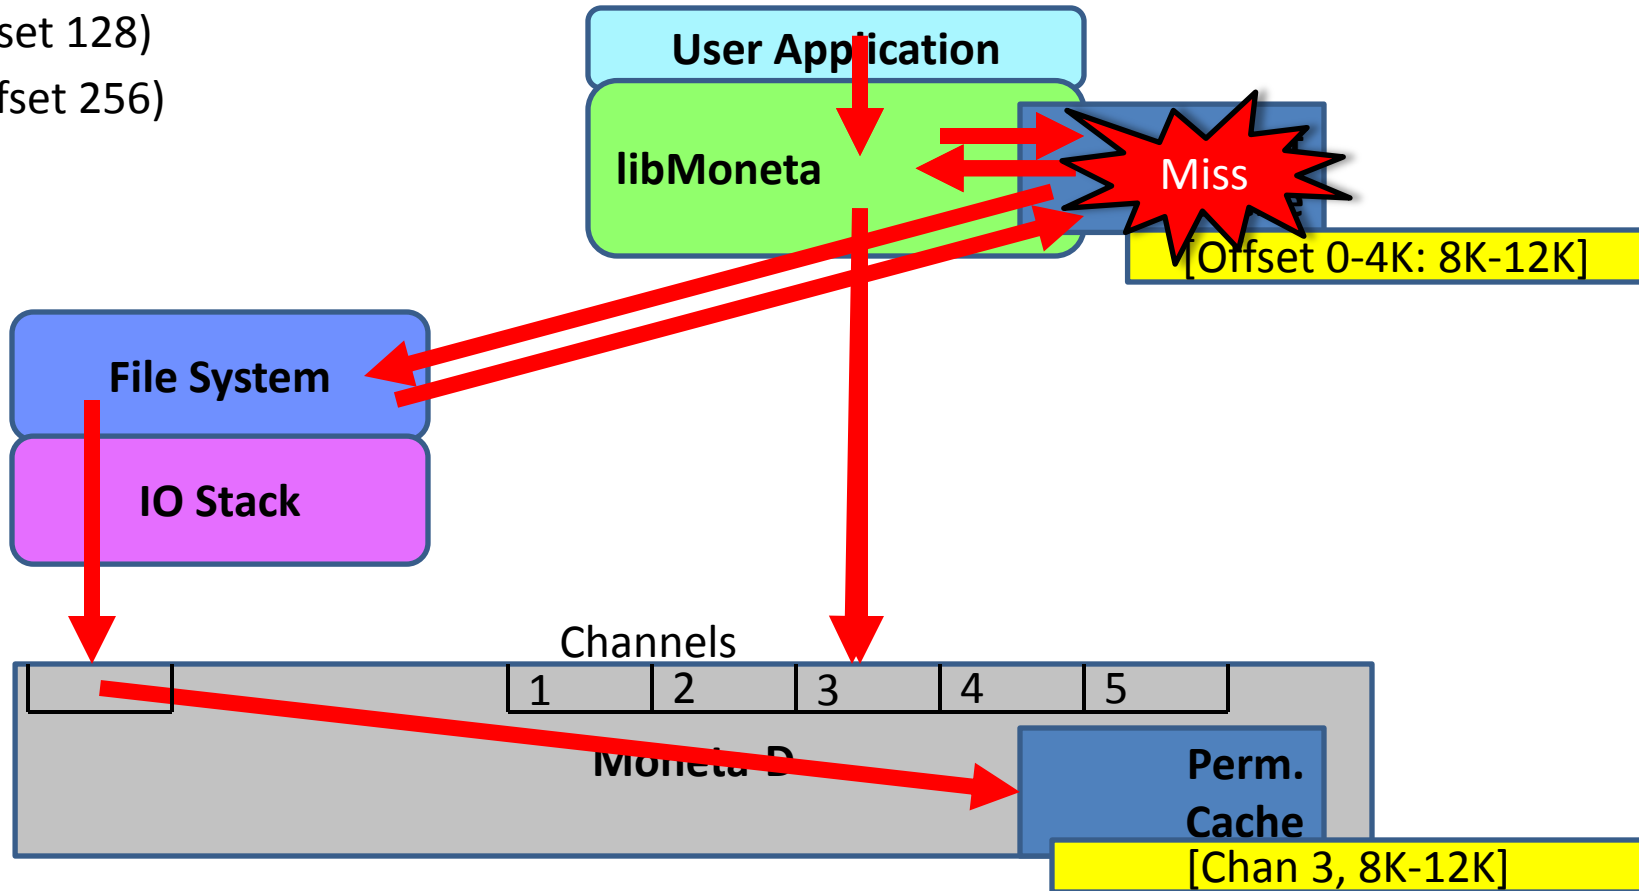 set 128)
fset 256)
User Application
libMoneta
Miss
[Offset 0-4K: 8K-12K]
File System
IO Stack
Channels
1 2 3 4 5
Moneta-D
Perm.
Cache
[Chan 3, 8K-12K]